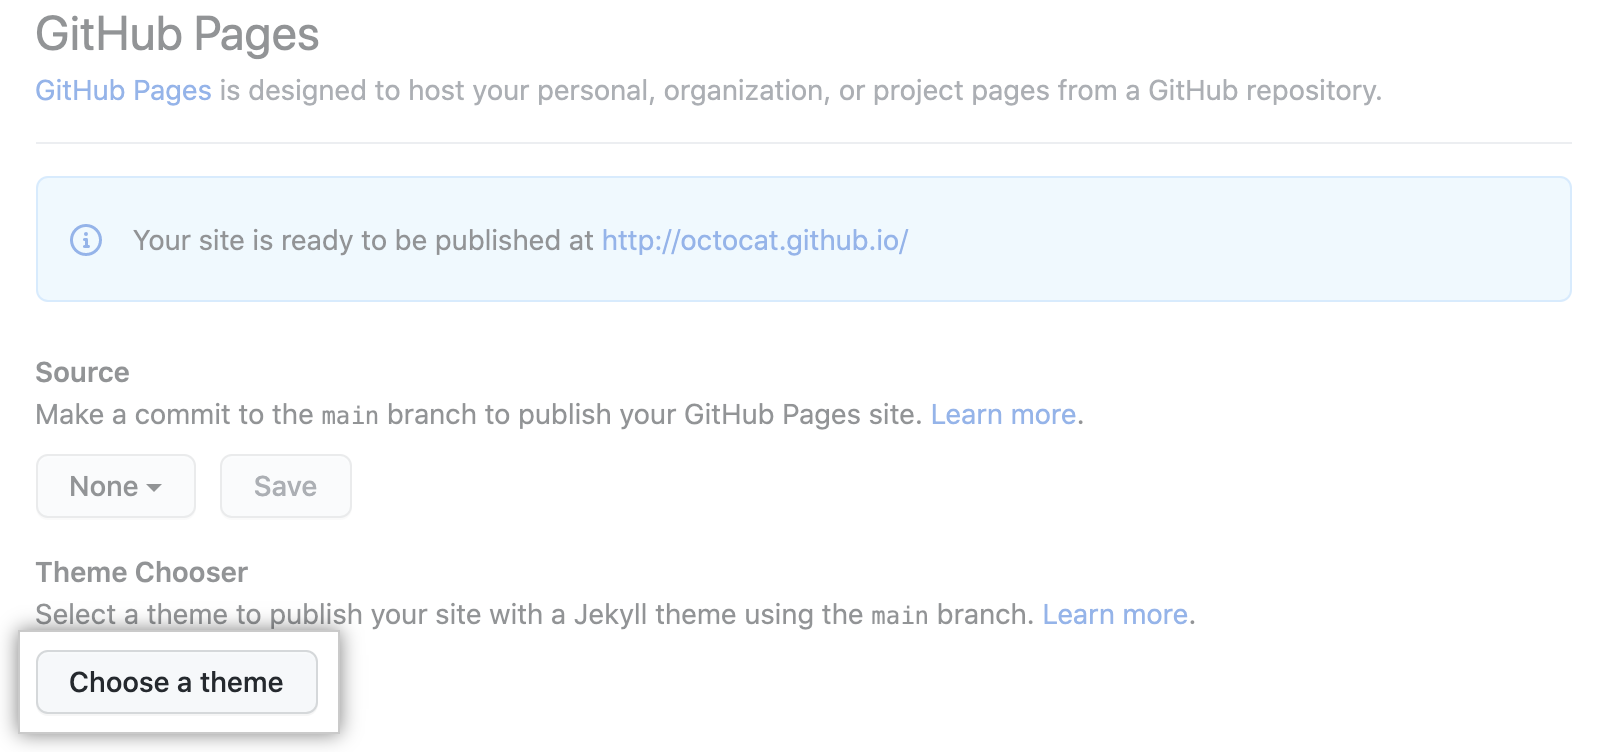 GitHub Pages
GitHub Pages is designed to host your personal, organization, or project pages from a GitHub repository.
Your site is ready to be published at http://octocat.github.io/
Source
Make a commit to the main branch to publish your GitHub Pages site. Learn more.
None Save
Theme Chooser
Select a theme to publish your site with a Jekyll theme using the main branch. Learn more.
Choose a theme